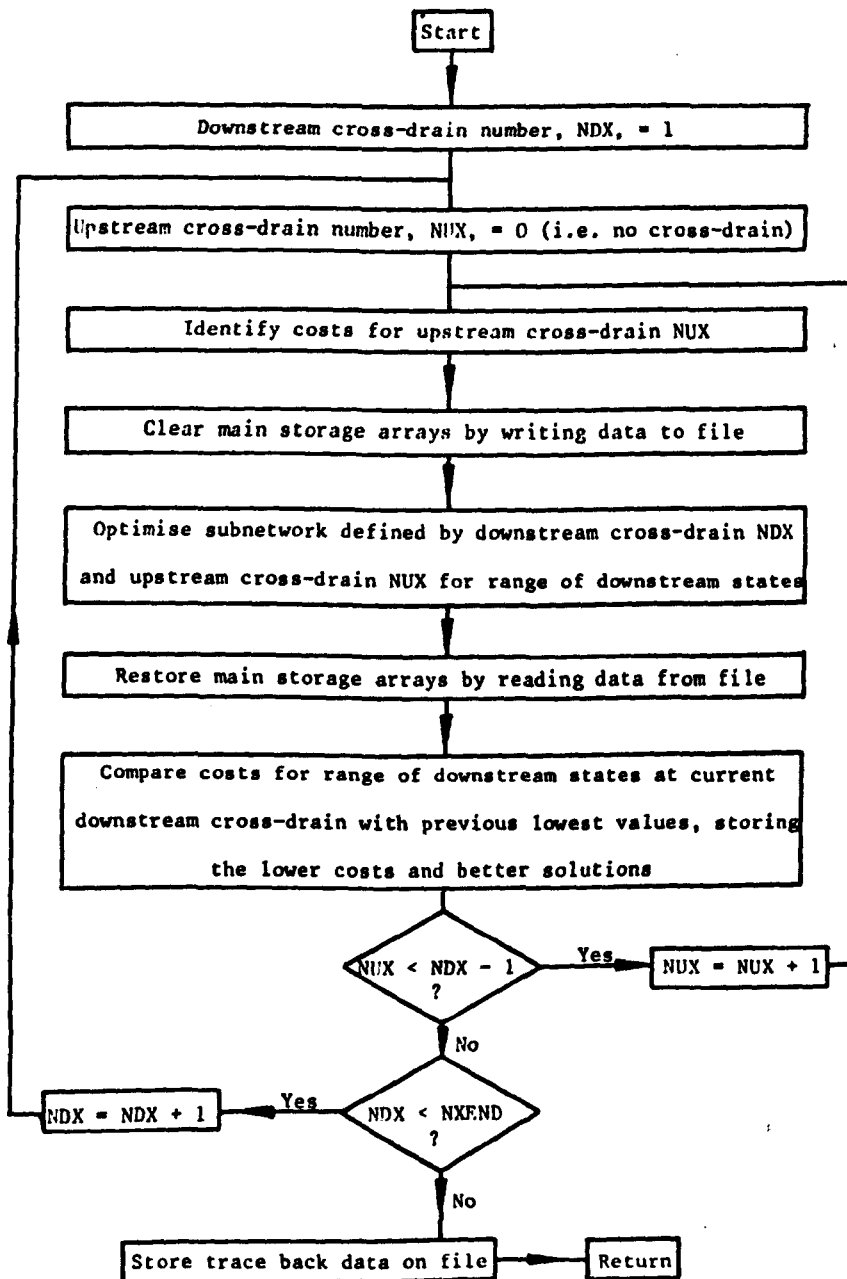 Start
Downstream cross-drain number, NDX, = 1
Upstream cross-drain number, NUX, = 0 (i.e. no cross-drain)
Identify costs for upstream cross-drain NUX
Clear main storage arrays by writing data to file
Optimise subnetwork defined by downstream cross-drain NDX
and upstream cross-drain NUX for range of downstream states
Restore main storage arrays by reading data from file
Compare costs for range of downstream states at current
downstream cross-drain with previous lowest values, storing
the lower costs and better solutions
NUX < NDX - 1
?
Yes
NUX = NUX + 1
No
NDX = NDX + 1
Yes
NDX < NXEND
?
No
Store trace back data on file
Return